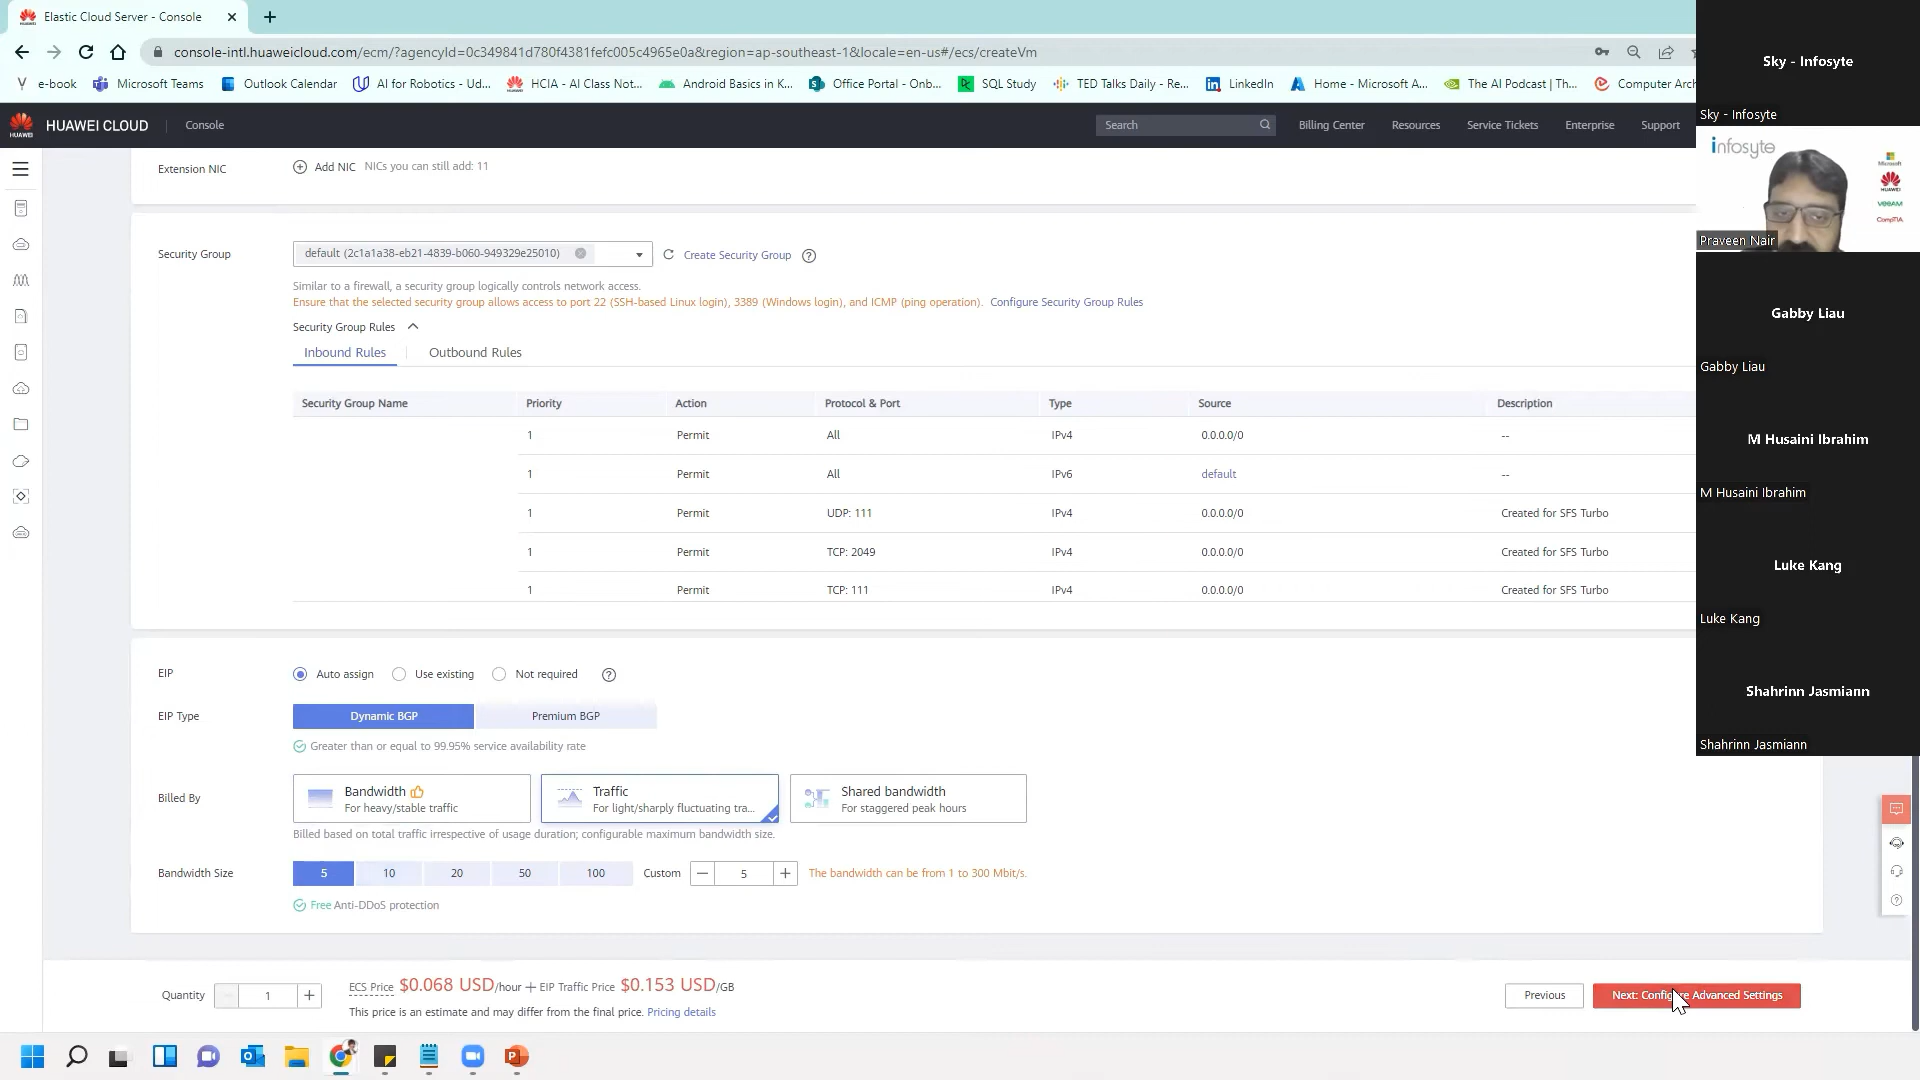 Elastic Cloud Server - Console
console-intl.huaweicloud.com/ecm/?agencyId=0c349841d780f4381fefc005c4965e0a&region=ap-southeast-1&locale=en-us#/ecs/createVm
e-book
Microsoft Teams
Outlook Calendar
AI for Robotics - Ud...
HCIA - AI Class Not...
Android Basics in K...
Office Portal - Onb...
SQL Study
TED Talks Daily - Re...
LinkedIn
Home - Microsoft A...
The AI Podcast | Th...
Computer Arch
HUAWEI
HUAWEI CLOUD
Console
Search
Billing Center
Resources
Service Tickets
Enterprise
Support
Extension NIC
Add NIC
NICs you can still add: 11
Security Group
default (2c1a1a38-eb21-4839-b060-949329e25010)
Create Security Group
Similar to a firewall, a security group logically controls network access.
Ensure that the selected security group allows access to port 22 (SSH-based Linux login), 3389 (Windows login), and ICMP (ping operation). Configure Security Group Rules
Security Group Rules
Inbound Rules
Outbound Rules
Security Group Name Priority Action Protocol & Port Type Source Description
1 Permit All IPv4 0.0.0.0/0 --
1 Permit All IPv6 default --
1 Permit UDP: 111 IPv4 0.0.0.0/0 Created for SFS Turbo
1 Permit TCP: 2049 IPv4 0.0.0.0/0 Created for SFS Turbo
1 Permit TCP: 111 IPv4 0.0.0.0/0 Created for SFS Turbo
EIP
Auto assign
Use existing
Not required
EIP Type
Dynamic BGP
Premium BGP
Greater than or equal to 99.95% service availability rate
Billed By
Bandwidth
For heavy/stable traffic
Traffic
For light/sharply fluctuating tra...
Shared bandwidth
For staggered peak hours
Billed based on total traffic irrespective of usage duration; configurable maximum bandwidth size.
Bandwidth Size
5
10
20
50
100
Custom
5
The bandwidth can be from 1 to 300 Mbit/s.
Free Anti-DDoS protection
Quantity
1
ECS Price $0.068 USD/hour + EIP Traffic Price $0.153 USD/GB
This price is an estimate and may differ from the final price. Pricing details
Previous
Next: Configure Advanced Settings
Sky - Infosyte
Sky - Infosyte
infosyte
Microsoft
HUAWEI
veeam
CompTIA
Praveen Nair
Gabby Liau
Gabby Liau
M Husaini Ibrahim
M Husaini Ibrahim
Luke Kang
Luke Kang
Shahrinn Jasmiann
Shahrinn Jasmiann